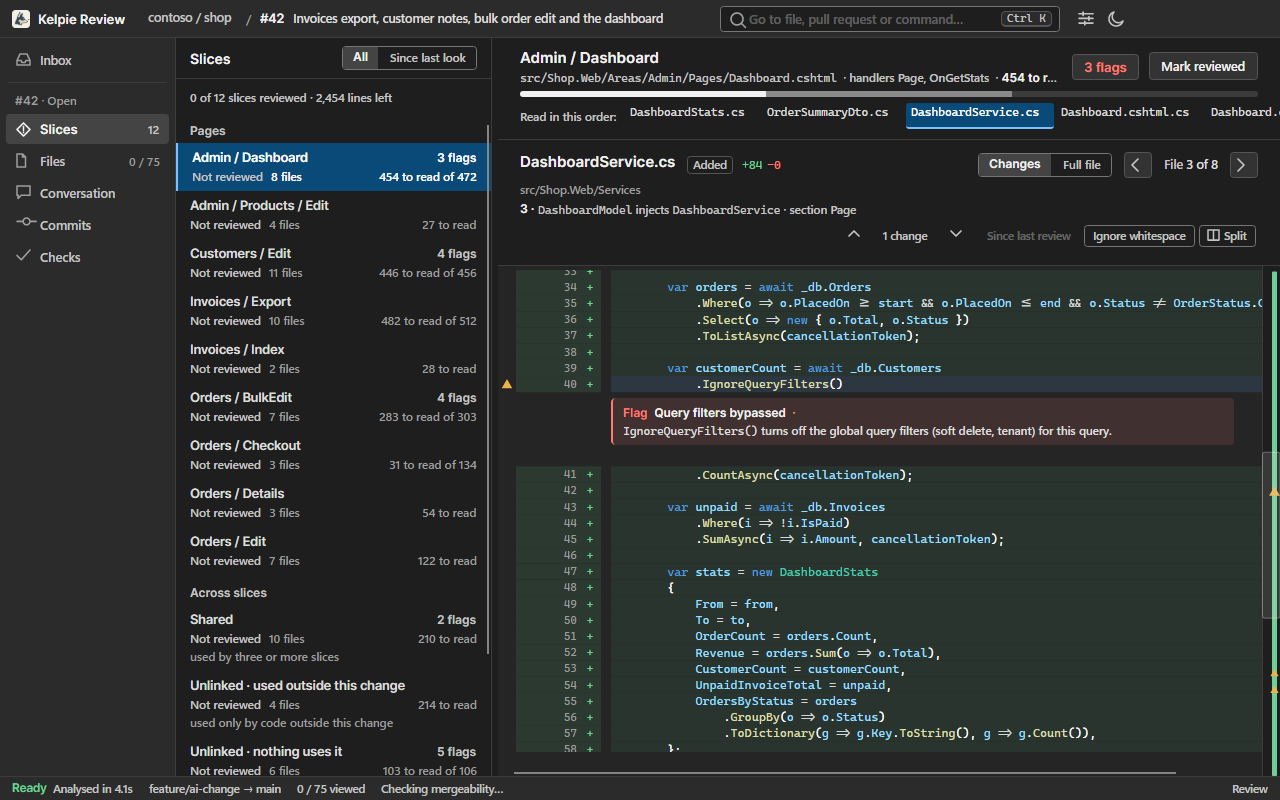 Kelpie Review
contoso / shop / #42 Invoices export, customer notes, bulk order edit and the dashboard
Go to file, pull request or command... Ctrl K
Inbox
#42 · Open
Slices 12
Files 0 / 75
Conversation
Commits
Checks
Slices
All Since last look
0 of 12 slices reviewed · 2,454 lines left
Pages
Admin / Dashboard 3 flags
Not reviewed 8 files 454 to read of 472
Admin / Products / Edit
Not reviewed 4 files 27 to read
Customers / Edit 4 flags
Not reviewed 11 files 446 to read of 456
Invoices / Export
Not reviewed 10 files 482 to read of 512
Invoices / Index
Not reviewed 2 files 28 to read
Orders / BulkEdit 4 flags
Not reviewed 7 files 283 to read of 303
Orders / Checkout
Not reviewed 3 files 31 to read of 134
Orders / Details
Not reviewed 3 files 54 to read
Orders / Edit
Not reviewed 7 files 122 to read
Across slices
Shared 2 flags
Not reviewed 10 files 210 to read
used by three or more slices
Unlinked · used outside this change
Not reviewed 4 files 214 to read
used only by code outside this change
Unlinked · nothing uses it 5 flags
Not reviewed 6 files 103 to read of 106
Admin / Dashboard
src/Shop.Web/Areas/Admin/Pages/Dashboard.cshtml · handlers Page, OnGetStats · 454 to r...
3 flags
Mark reviewed
Read in this order: DashboardStats.cs OrderSummaryDto.cs DashboardService.cs Dashboard.cshtml.cs Dashboard.c
DashboardService.cs Added +84 −0
Changes Full file
File 3 of 8
src/Shop.Web/Services
3 · DashboardModel injects DashboardService · section Page
1 change
Since last review
Ignore whitespace
Split
33 +
34 + var orders = await _db.Orders
35 + .Where(o => o.PlacedOn ≥ start && o.PlacedOn ≤ end && o.Status ≠ OrderStatus.C
36 + .Select(o => new { o.Total, o.Status })
37 + .ToListAsync(cancellationToken);
38 +
39 + var customerCount = await _db.Customers
40 + .IgnoreQueryFilters()
Flag Query filters bypassed ·
IgnoreQueryFilters() turns off the global query filters (soft delete, tenant) for this query.
41 + .CountAsync(cancellationToken);
42 +
43 + var unpaid = await _db.Invoices
44 + .Where(i => !i.IsPaid)
45 + .SumAsync(i => i.Amount, cancellationToken);
46 +
47 + var stats = new DashboardStats
48 + {
49 + From = from,
50 + To = to,
51 + OrderCount = orders.Count,
52 + Revenue = orders.Sum(o => o.Total),
53 + CustomerCount = customerCount,
54 + UnpaidInvoiceTotal = unpaid,
55 + OrdersByStatus = orders
56 + .GroupBy(o => o.Status)
57 + .ToDictionary(g => g.Key.ToString(), g => g.Count()),
58 + };
Ready Analysed in 4.1s feature/ai-change → main 0 / 75 viewed Checking mergeability... Review